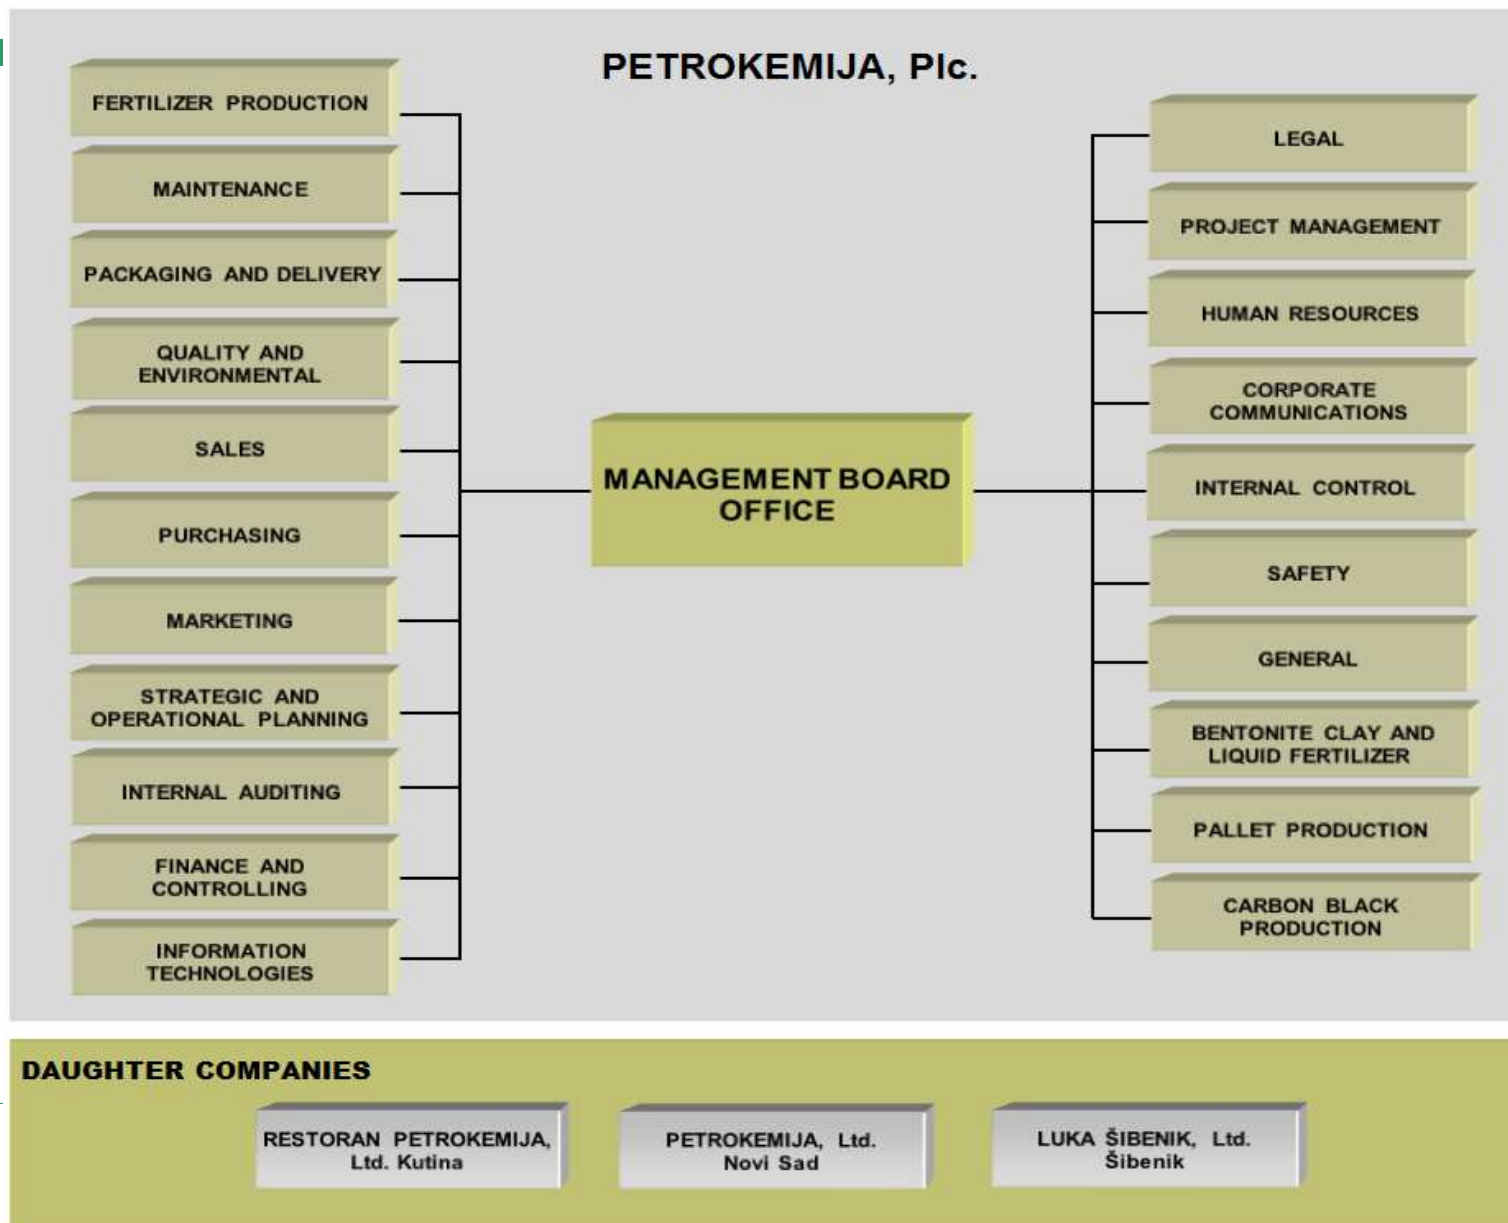 PETROKEMIJA, Plc.
FERTILIZER PRODUCTION
MAINTENANCE
PACKAGING AND DELIVERY
QUALITY AND
ENVIRONMENTAL
SALES
PURCHASING
MARKETING
STRATEGIC AND
OPERATIONAL PLANNING
INTERNAL AUDITING
FINANCE AND
CONTROLLING
INFORMATION
TECHNOLOGIES
MANAGEMENT BOARD
OFFICE
LEGAL
PROJECT MANAGEMENT
HUMAN RESOURCES
CORPORATE
COMMUNICATIONS
INTERNAL CONTROL
SAFETY
GENERAL
BENTONITE CLAY AND
LIQUID FERTILIZER
PALLET PRODUCTION
CARBON BLACK
PRODUCTION
DAUGHTER COMPANIES
RESTORAN PETROKEMIJA,
Ltd. Kutina
PETROKEMIJA, Ltd.
Novi Sad
LUKA ŠIBENIK, Ltd.
Šibenik